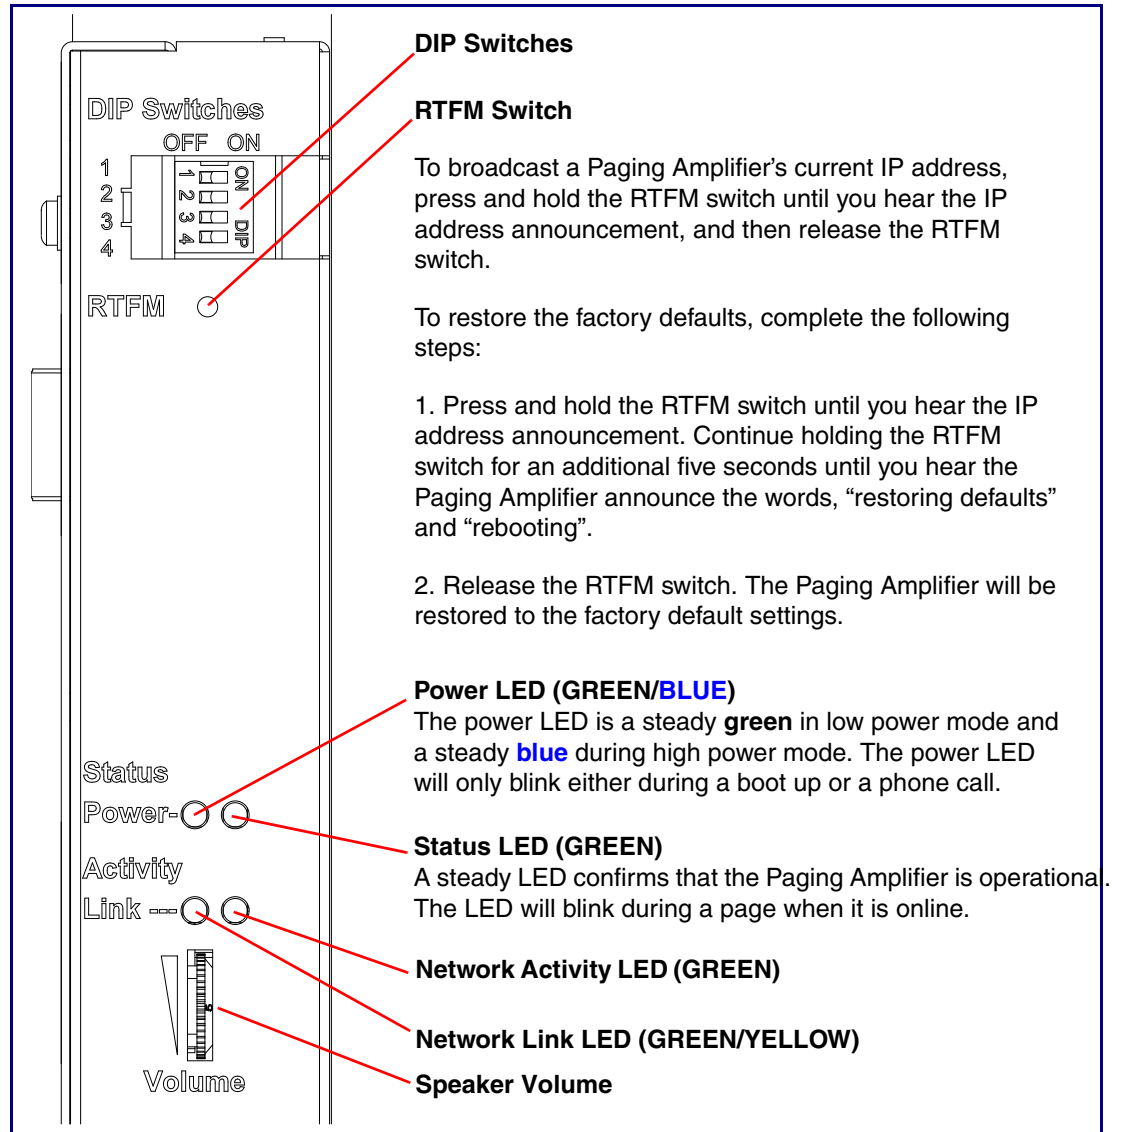 DIP Switches
OFF ON
1
2
3
4
ON DIP
1 2 3 4
RTFM
Status
Power-
Activity
Link ---
5
Volume
DIP Switches
RTFM Switch
To broadcast a Paging Amplifier’s current IP address,
press and hold the RTFM switch until you hear the IP
address announcement, and then release the RTFM
switch.
To restore the factory defaults, complete the following
steps:
1. Press and hold the RTFM switch until you hear the IP
address announcement. Continue holding the RTFM
switch for an additional five seconds until you hear the
Paging Amplifier announce the words, “restoring defaults”
and “rebooting”.
2. Release the RTFM switch. The Paging Amplifier will be
restored to the factory default settings.
Power LED (GREEN/BLUE)
The power LED is a steady green in low power mode and
a steady blue during high power mode. The power LED
will only blink either during a boot up or a phone call.
Status LED (GREEN)
A steady LED confirms that the Paging Amplifier is operational.
The LED will blink during a page when it is online.
Network Activity LED (GREEN)
Network Link LED (GREEN/YELLOW)
Speaker Volume